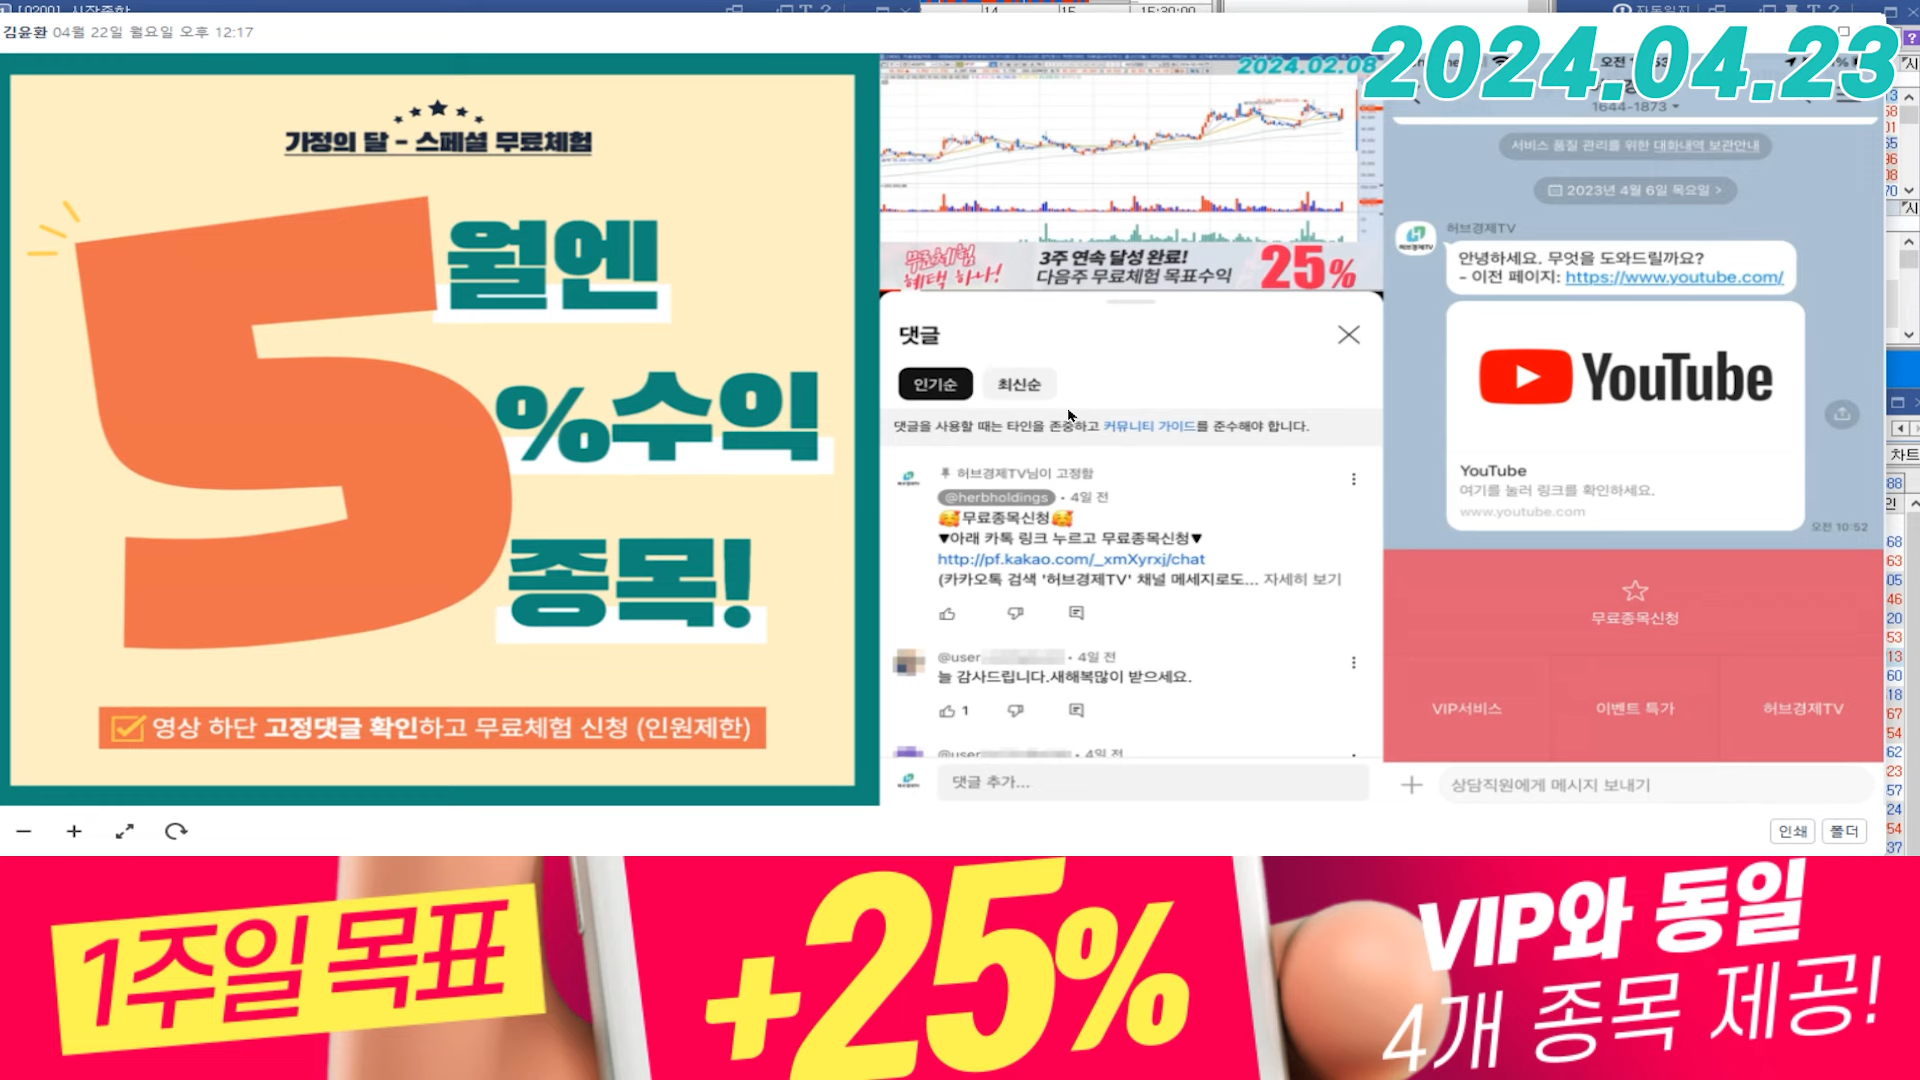 [0200] 시장종합
14 15 15:30:00
김윤환 04월 22일 월요일 오후 12:17
2024.04.23
가정의 달 - 스페셜 무료체험
5
월엔
%수익
종목!
영상 하단 고정댓글 확인하고 무료체험 신청 (인원제한)
2024.02.08
무료체험
혜택 하나!
3주 연속 달성 완료!
다음주 무료체험 목표수익
25%
댓글
인기순 최신순
댓글을 사용할 때는 타인을 존중하고 커뮤니티 가이드를 준수해야 합니다.
허브경제TV님이 고정함
@herbholdings · 4일 전
무료종목신청
▼아래 카톡 링크 누르고 무료종목신청▼
http://pf.kakao.com/_xmXyrxj/chat
(카카오톡 검색 '허브경제TV' 채널 메세지로도... 자세히 보기
@user · 4일 전
늘 감사드립니다.새해복많이 받으세요.
1
@user · 4일 전
댓글 추가...
오전
1644-1873
서비스 품질 관리를 위한 대화내역 보관안내
2023년 4월 6일 목요일 >
허브경제TV
안녕하세요. 무엇을 도와드릴까요?
- 이전 페이지: https://www.youtube.com/
YouTube
YouTube
여기를 눌러 링크를 확인하세요.
www.youtube.com
오전 10:52
무료종목신청
VIP서비스 이벤트 특가 허브경제TV
상담직원에게 메시지 보내기
차트
인쇄 폴더
1주일 목표
+25%
VIP와 동일
4개 종목 제공!